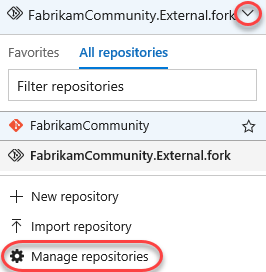 FabrikamCommunity.External.fork
Favorites All repositories
Filter repositories
FabrikamCommunity
FabrikamCommunity.External.fork
New repository
Import repository
Manage repositories